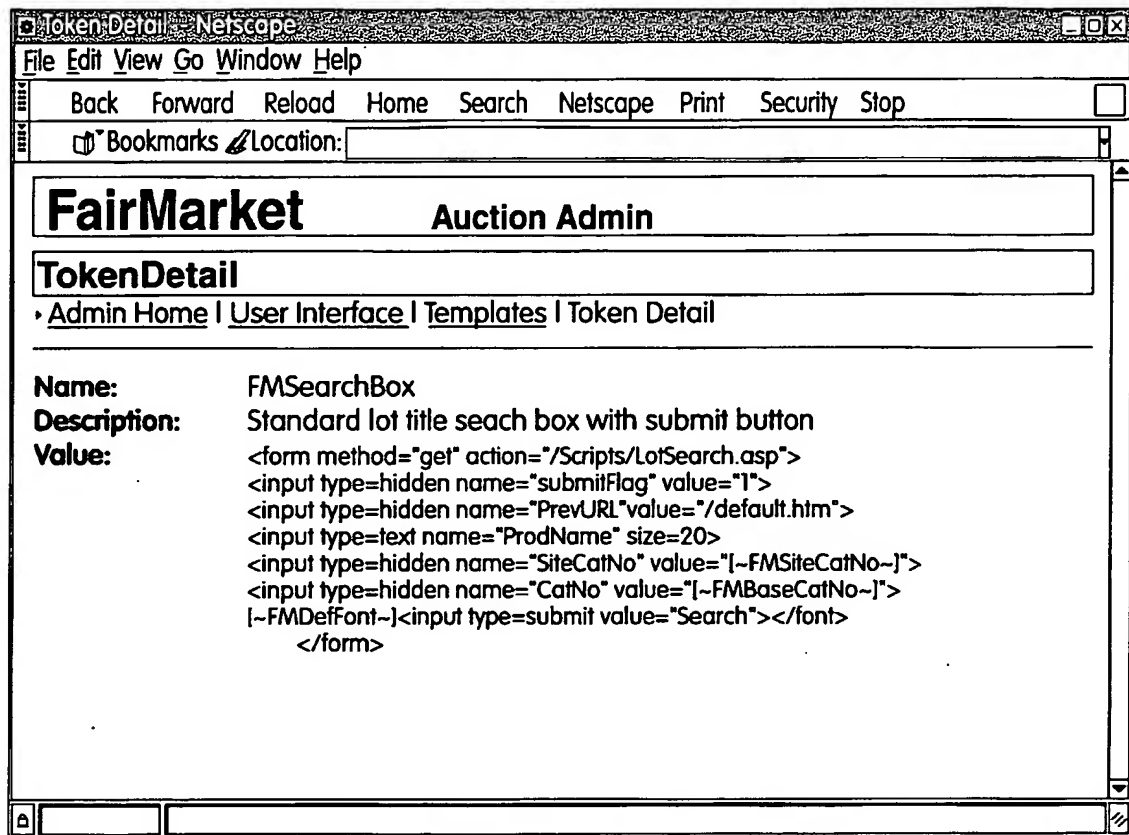 Token Detail - Netscape
File Edit View Go Window Help
Back Forward Reload Home Search Netscape Print Security Stop
Bookmarks Location:
FairMarket Auction Admin
TokenDetail
Admin Home | User Interface | Templates | Token Detail
Name: FMSearchBox
Description: Standard lot title seach box with submit button
Value: <form method="get" action="/Scripts/LotSearch.asp">
<input type=hidden name="submitFlag" value="1">
<input type=hidden name="PrevURL"value="/default.htm">
<input type=text name="ProdName" size=20>
<input type=hidden name="SiteCatNo" value="[~FMSiteCatNo~]">
<input type=hidden name="CatNo" value="[~FMBaseCatNo~]">
[~FMDefFont~]<input type=submit value="Search"></font>
</form>